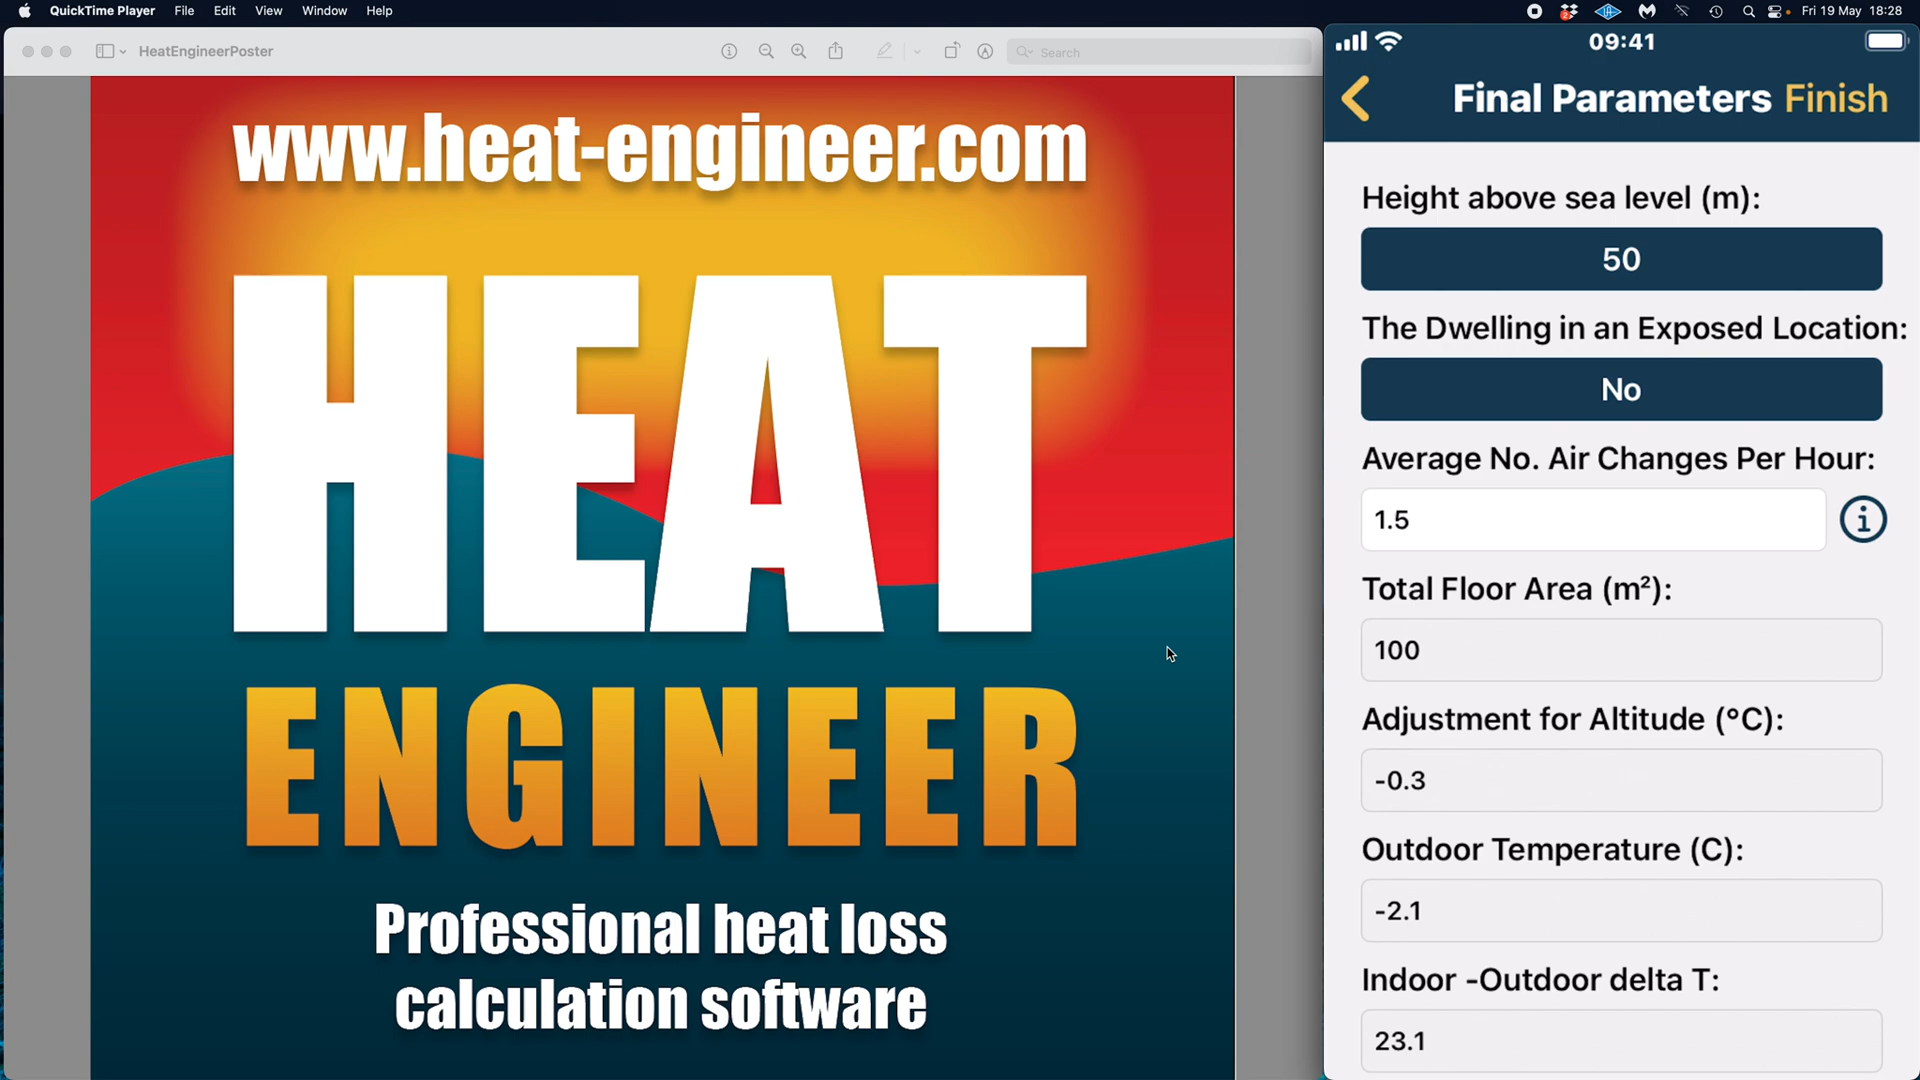 QuickTime Player File Edit View Window Help
2
Fri 19 May 18:28
HeatEngineerPoster
Search
www.heat-engineer.com
HEAT
ENGINEER
Professional heat loss
calculation software
09:41
Final Parameters Finish
Height above sea level (m):
50
The Dwelling in an Exposed Location:
No
Average No. Air Changes Per Hour:
1.5
Total Floor Area (m²):
100
Adjustment for Altitude (°C):
-0.3
Outdoor Temperature (C):
-2.1
Indoor -Outdoor delta T:
23.1